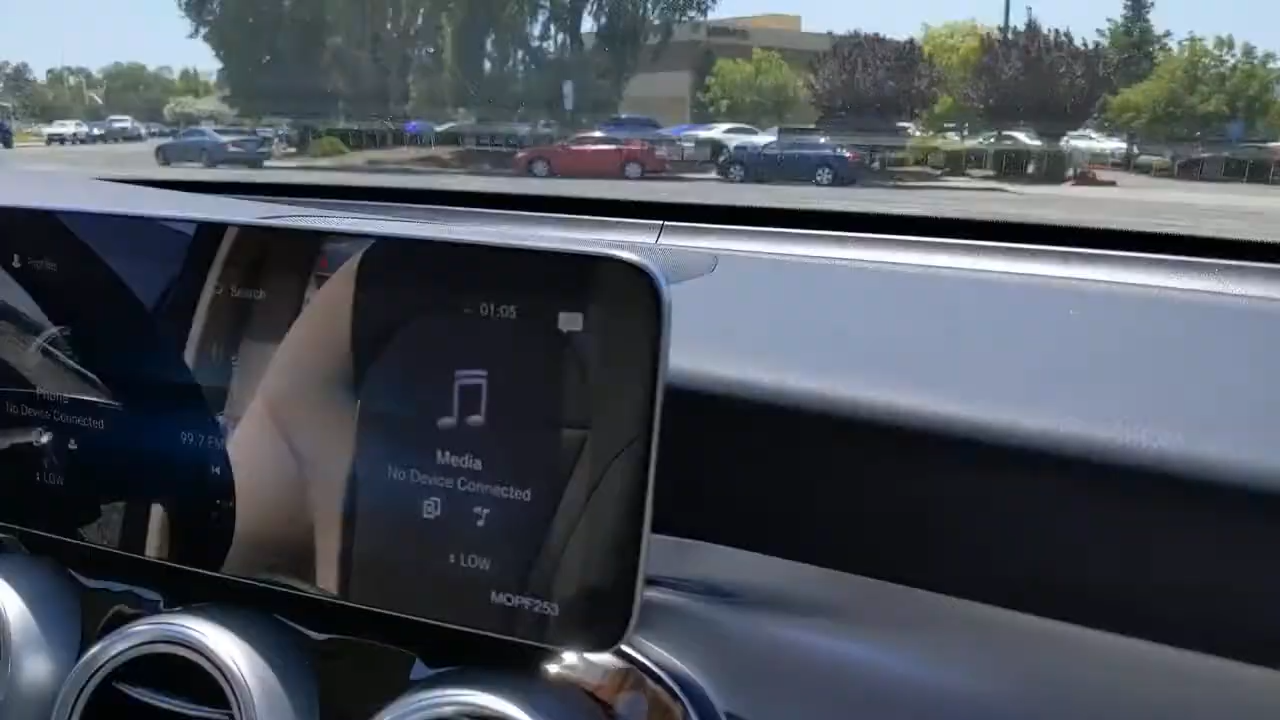 Search
01:05
Phone
No Device Connected
99.7 FM
Media
No Device Connected
LOW
LOW
MOPF253